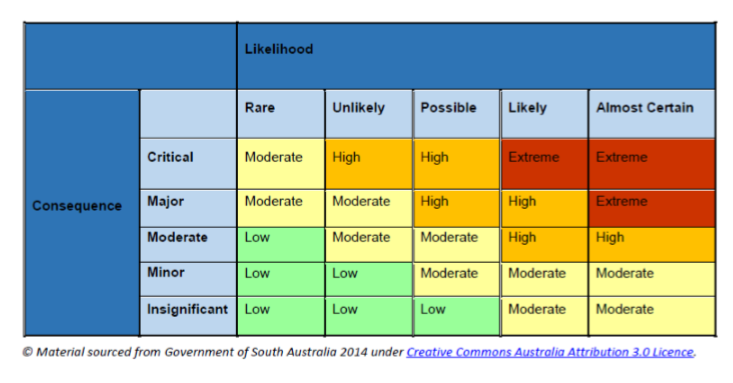 Likelihood
Rare Unlikely Possible Likely Almost Certain
Consequence
Critical Moderate High High Extreme Extreme
Major Moderate Moderate High High Extreme
Moderate Low Moderate Moderate High High
Minor Low Low Moderate Moderate Moderate
Insignificant Low Low Low Moderate Moderate
© Material sourced from Government of South Australia 2014 under Creative Commons Australia Attribution 3.0 Licence.